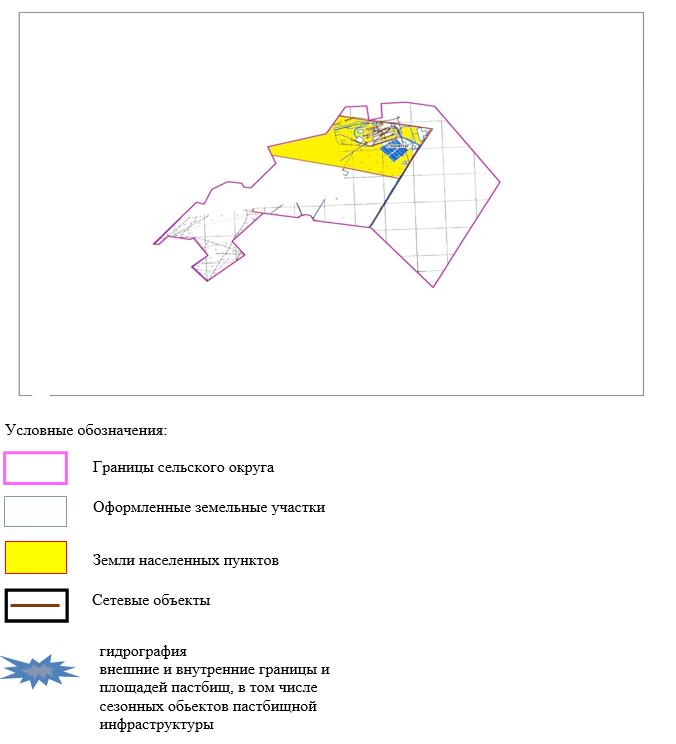 Условные обозначения:
Границы сельского округа
Оформленные земельные участки
Земли населенных пунктов
Сетевые объекты
гидрография
внешние и внутренние границы и
площадей пастбищ, в том числе
сезонных обьектов пастбищной
инфраструктуры